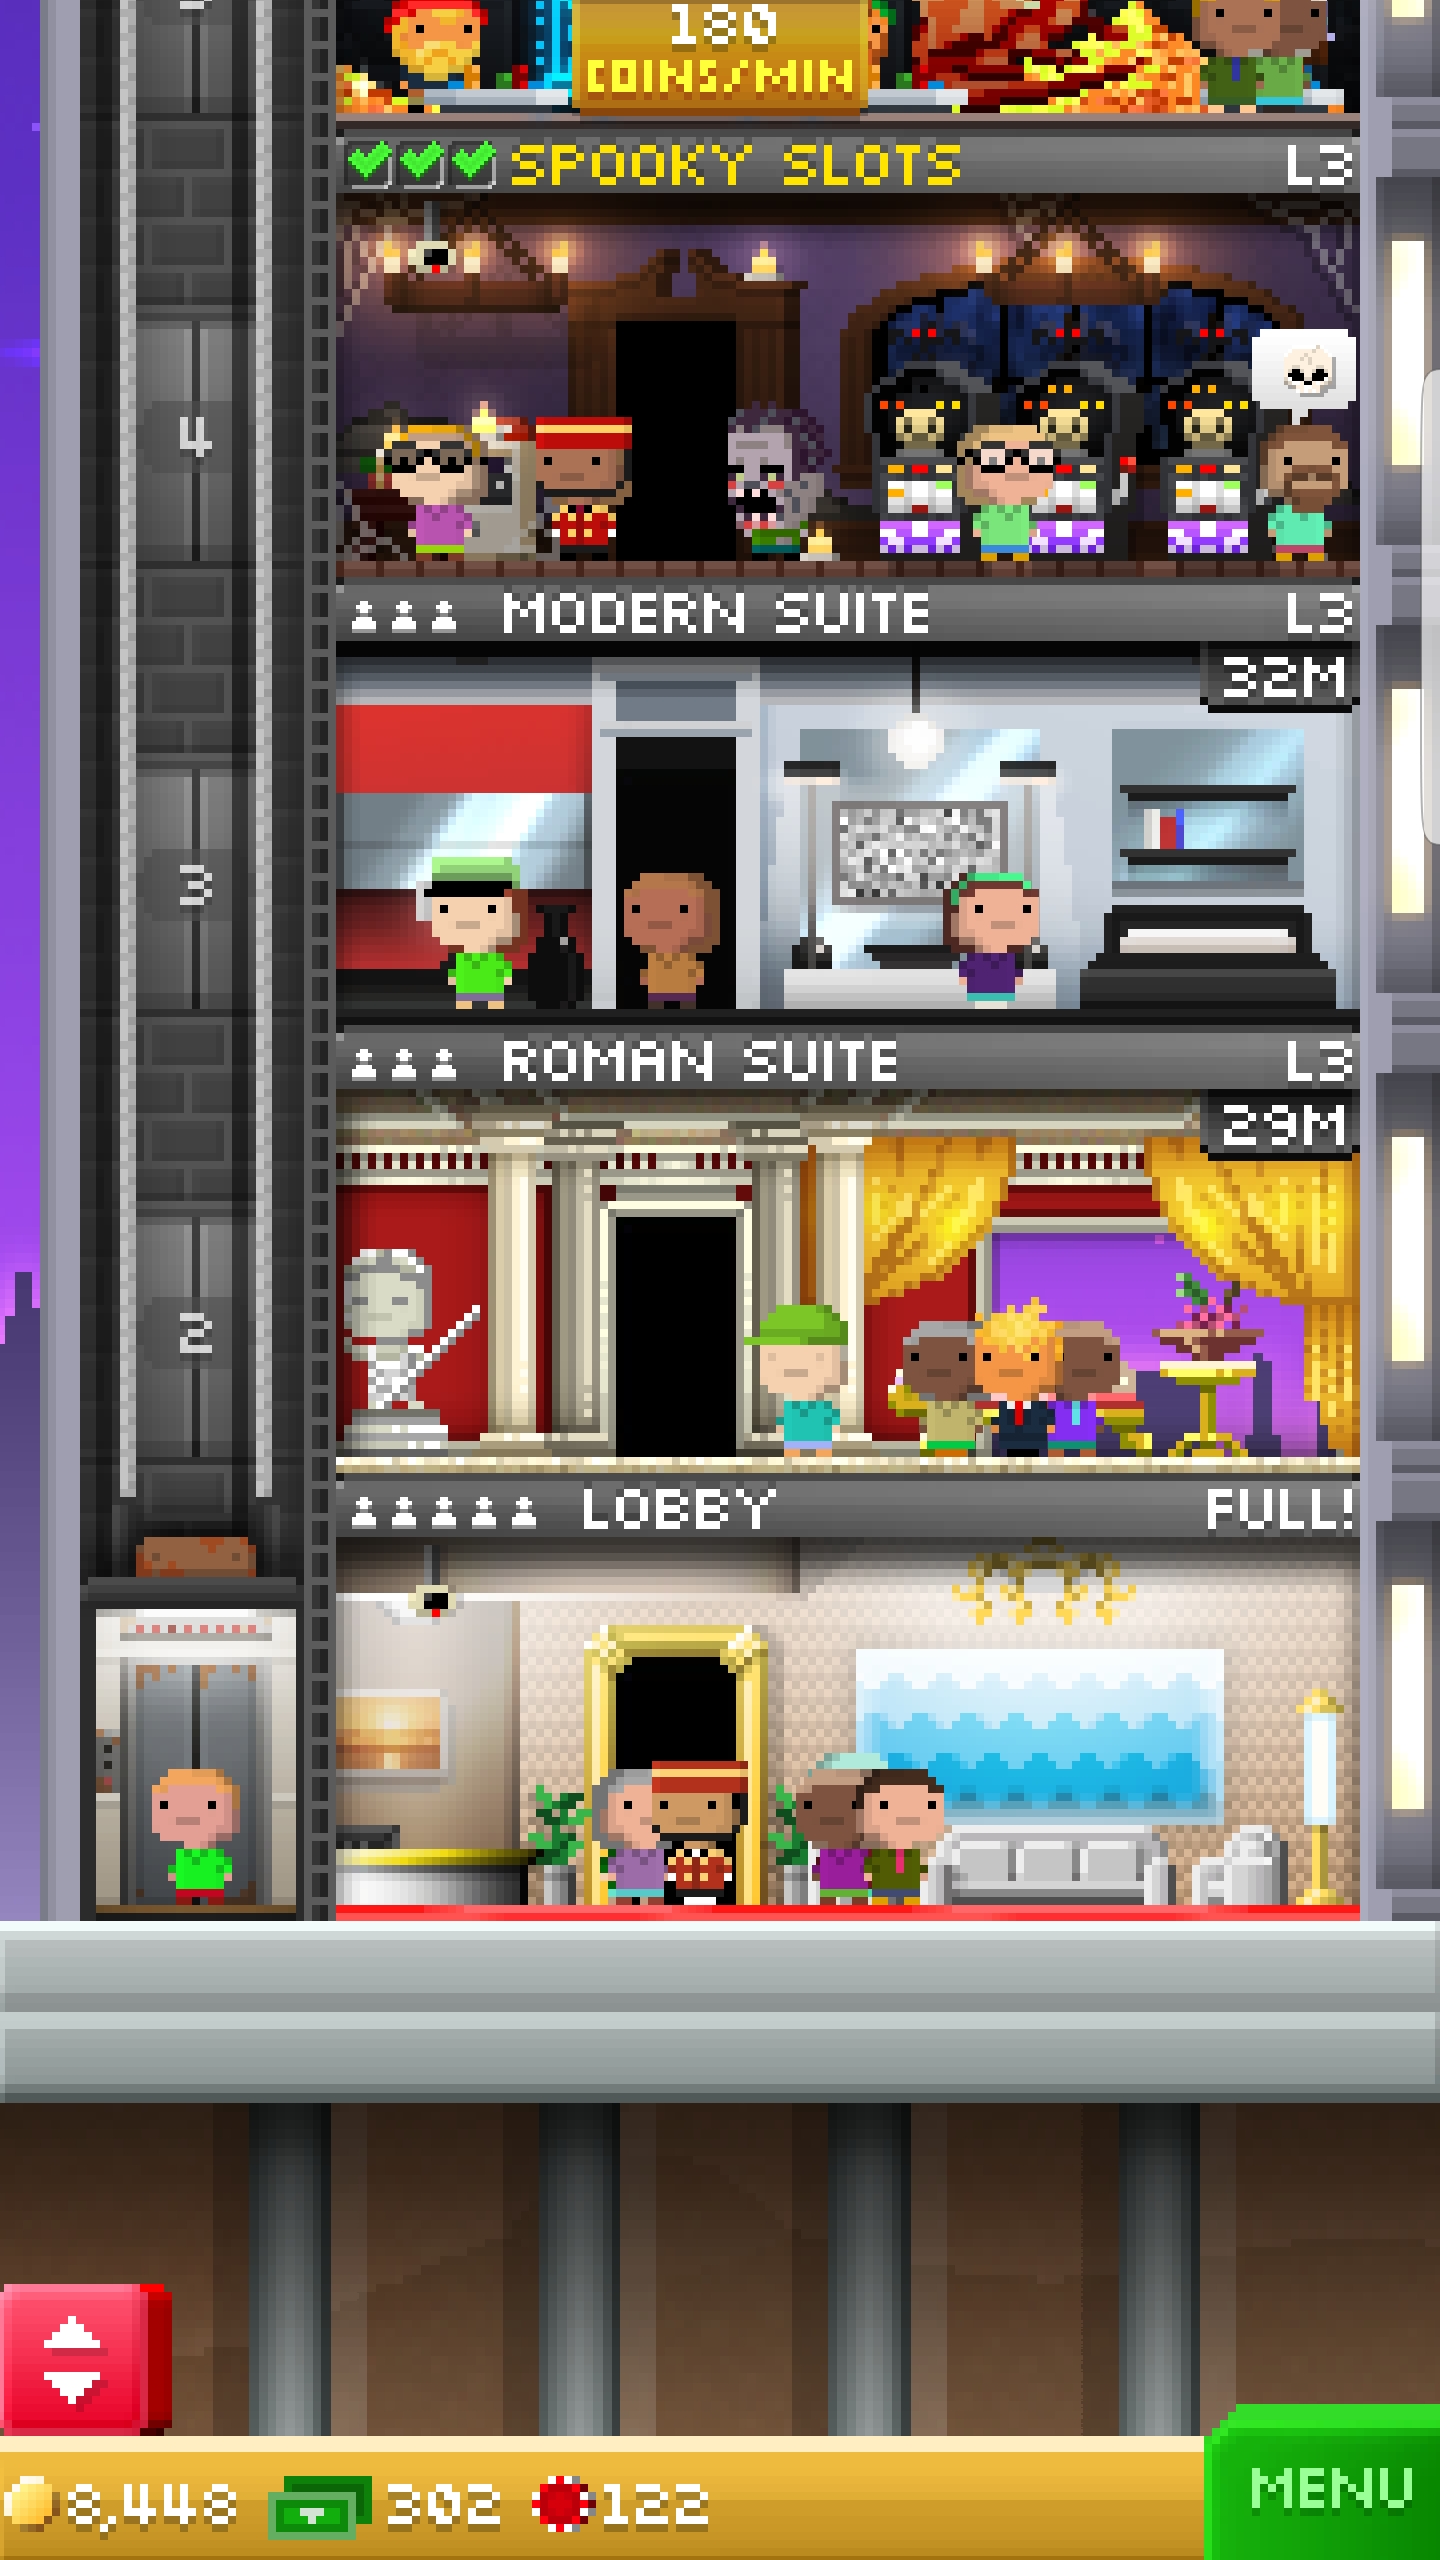 180
COINS/MIN
SPOOKY SLOTS L3
4
MODERN SUITE L3
32M
3
ROMAN SUITE L3
29M
2
LOBBY FULL!
8,448 302 122
MENU